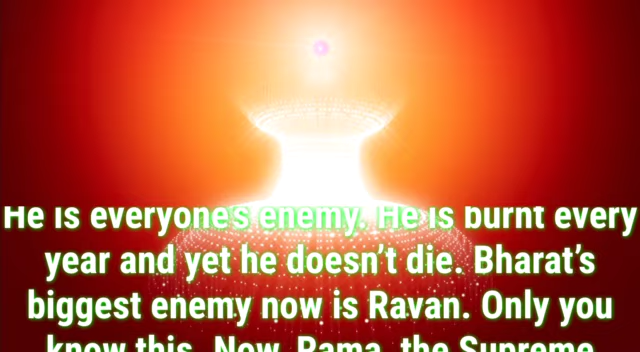 He is everyone's enemy. He is burnt every
year and yet he doesn’t die. Bharat’s
biggest enemy now is Ravan. Only you
know this. Now, Rama, the Supreme